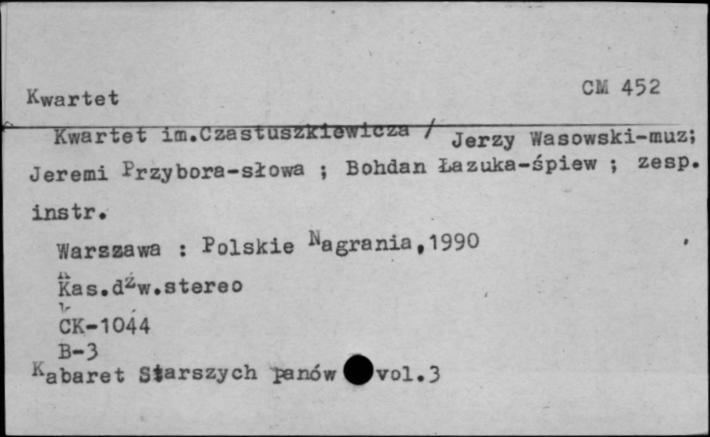 CM 452
Kwartet
Kwartet im.Czastuszkiewicza / Jerzy Wasowski-muz;
Jeremi Przybora-słowa ; Bohdan Łazuka-śpiew ; zesp.
instr.
Warszawa : Polskie Nagrania,1990
Kas.dźw.stereo
CK-1044
B-3
Kabaret Starszych panów vol.3